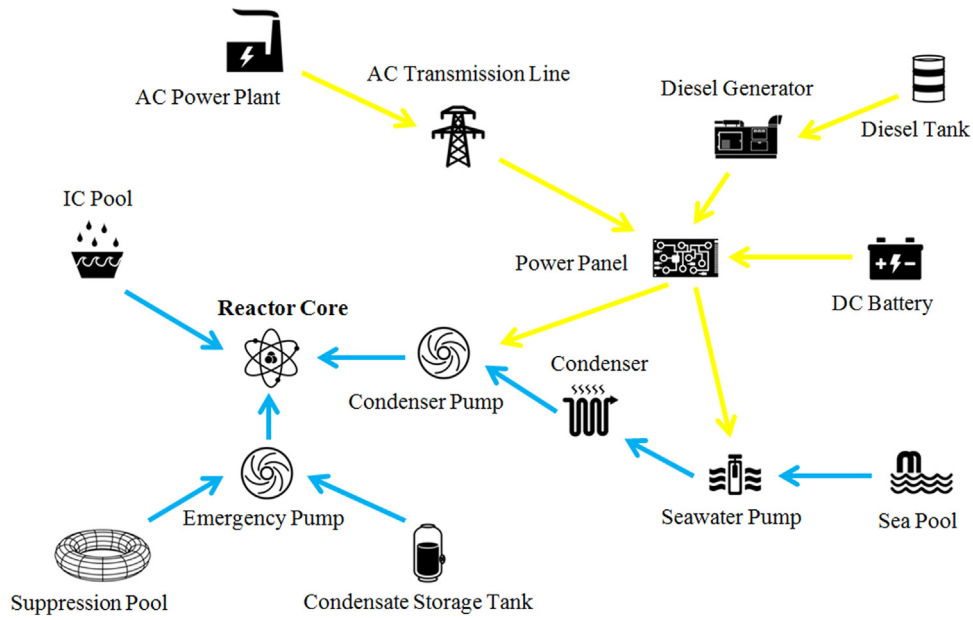 AC Power Plant
AC Transmission Line
Diesel Generator
Diesel Tank
IC Pool
Power Panel
DC Battery
Reactor Core
Condenser
Condenser Pump
Emergency Pump
Seawater Pump
Sea Pool
Suppression Pool
Condensate Storage Tank